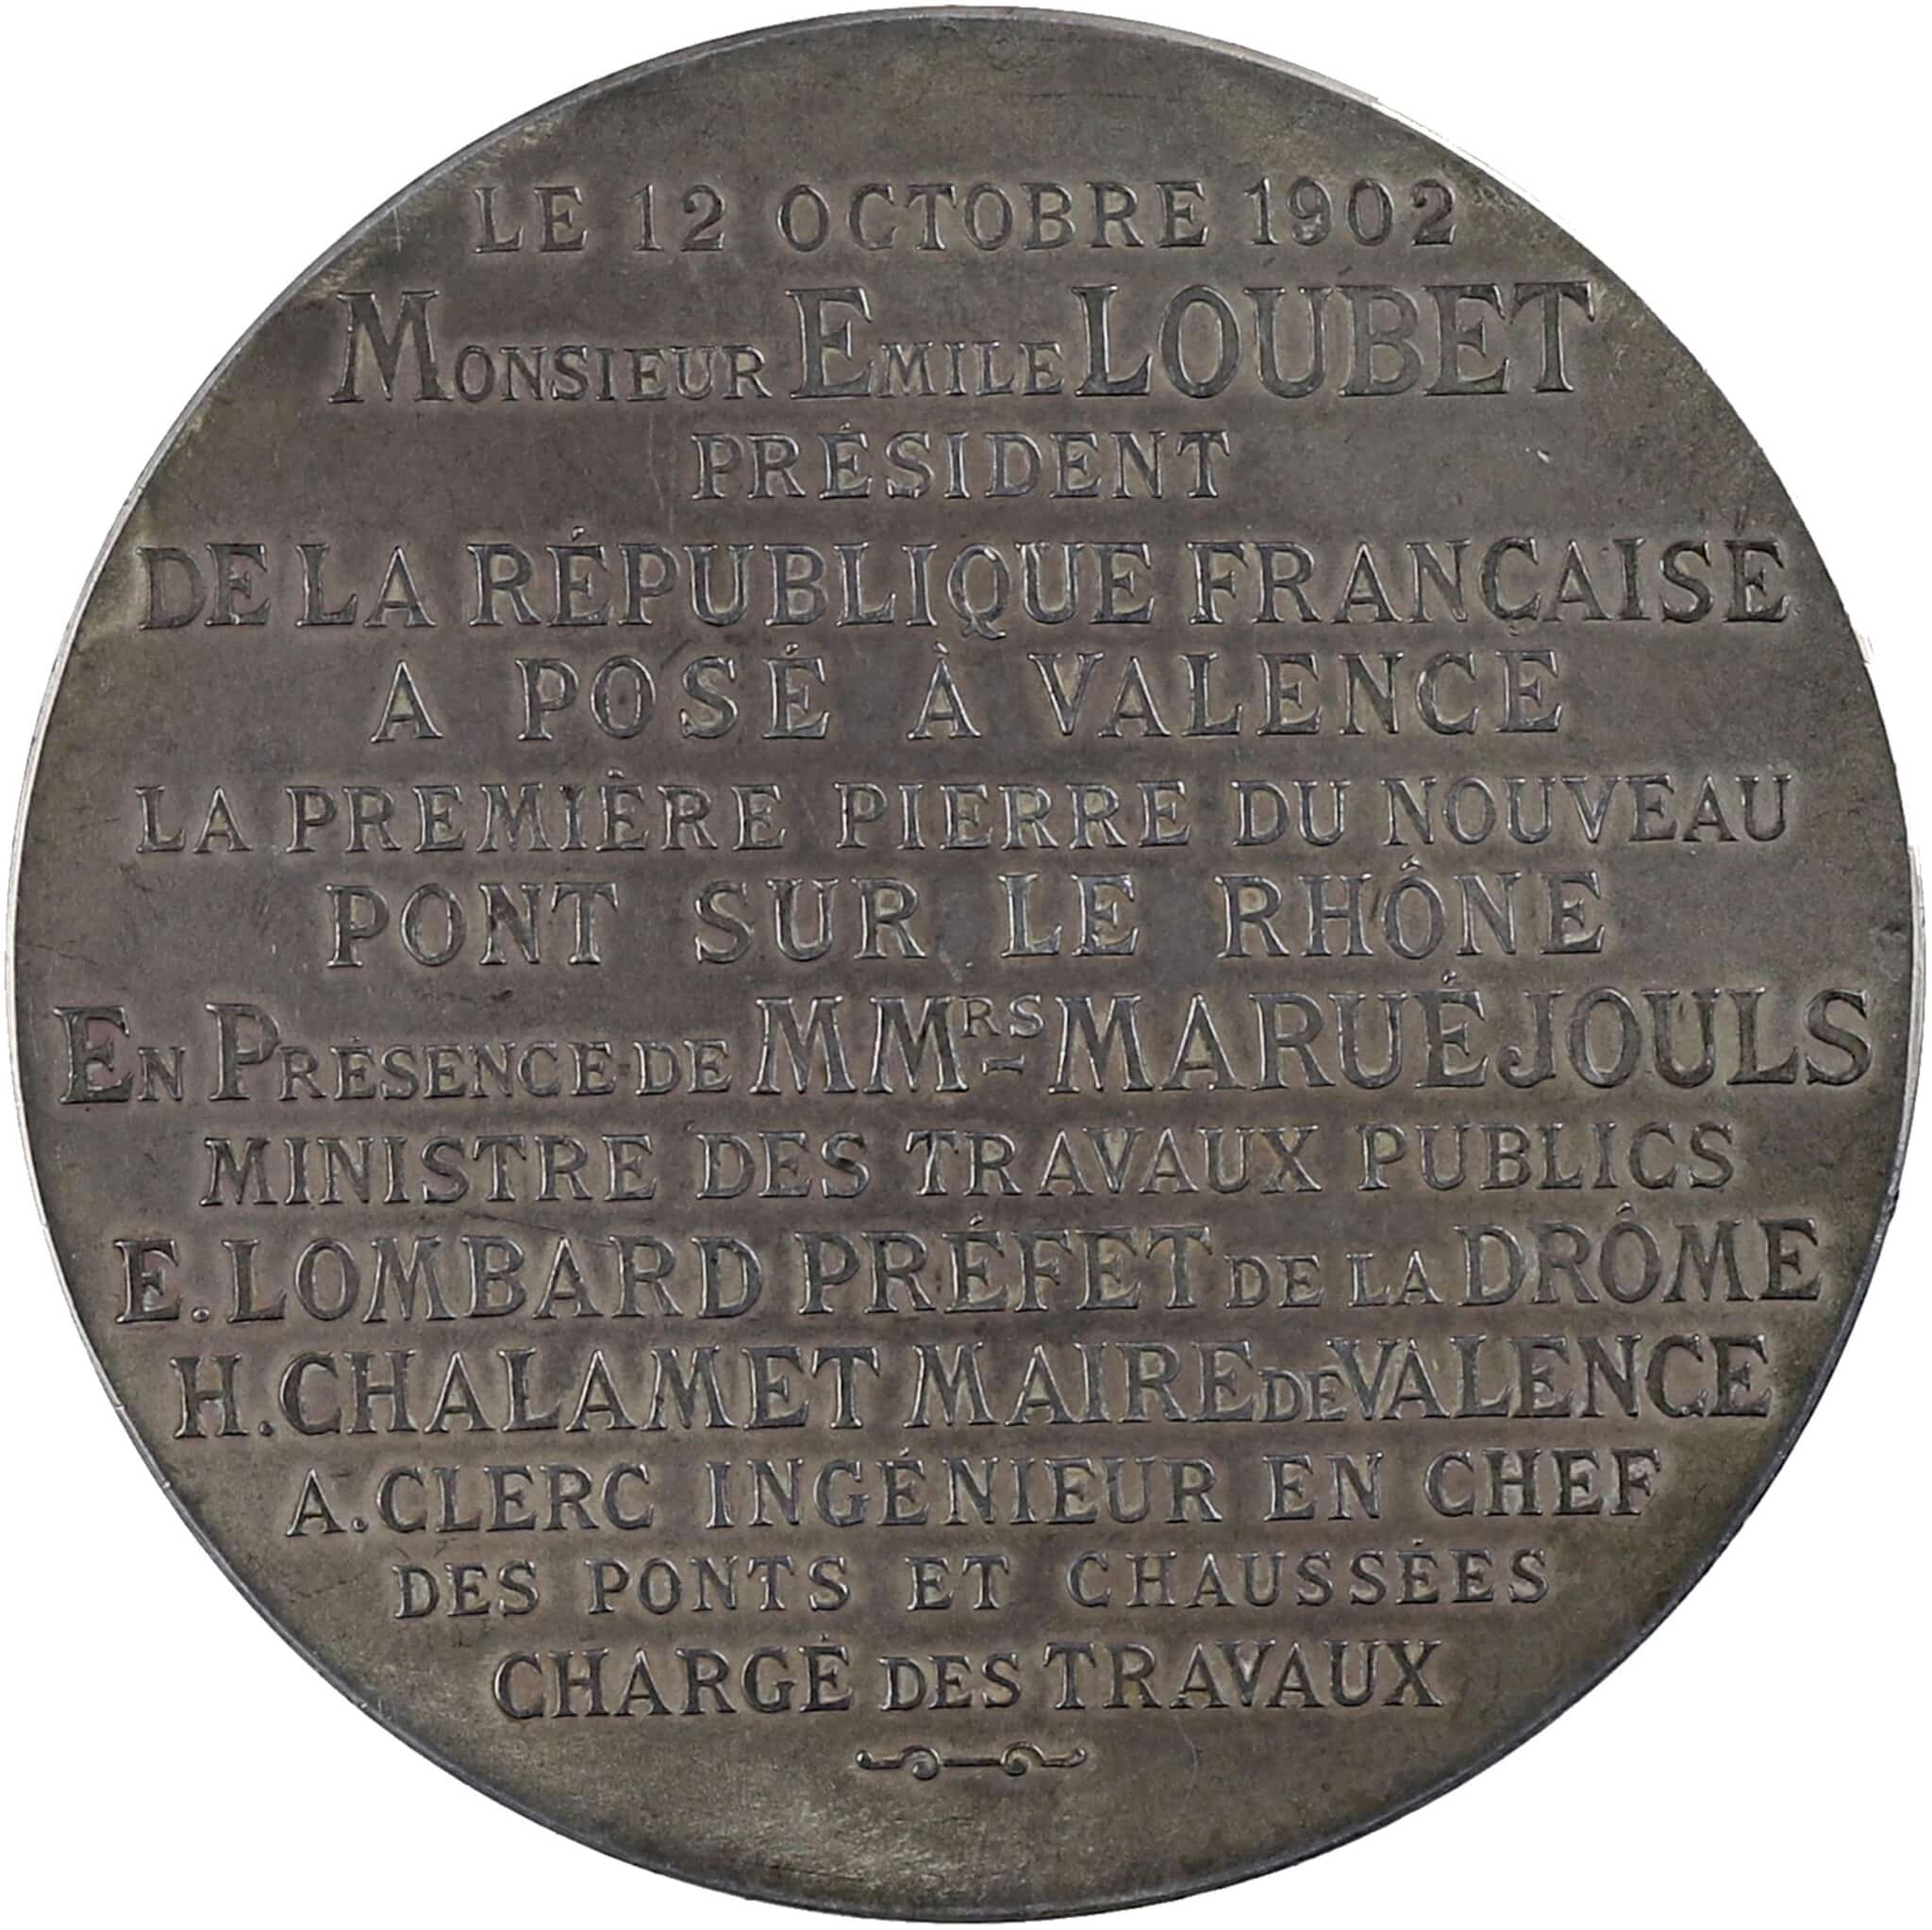 LE 12 OCTOBRE 1902
MONSIEUR EMILE LOUBET
PRÉSIDENT
DE LA RÉPUBLIQUE FRANÇAISE
A POSÉ À VALENCE
LA PREMIÈRE PIERRE DU NOUVEAU
PONT SUR LE RHÔNE
EN PRÉSENCE DE MMRS MARUÉJOULS
MINISTRE DES TRAVAUX PUBLICS
E. LOMBARD PRÉFET DE LA DRÔME
H. CHALAMET MAIRE DE VALENCE
A. CLERC INGÉNIEUR EN CHEF
DES PONTS ET CHAUSSÉES
CHARGÉ DES TRAVAUX